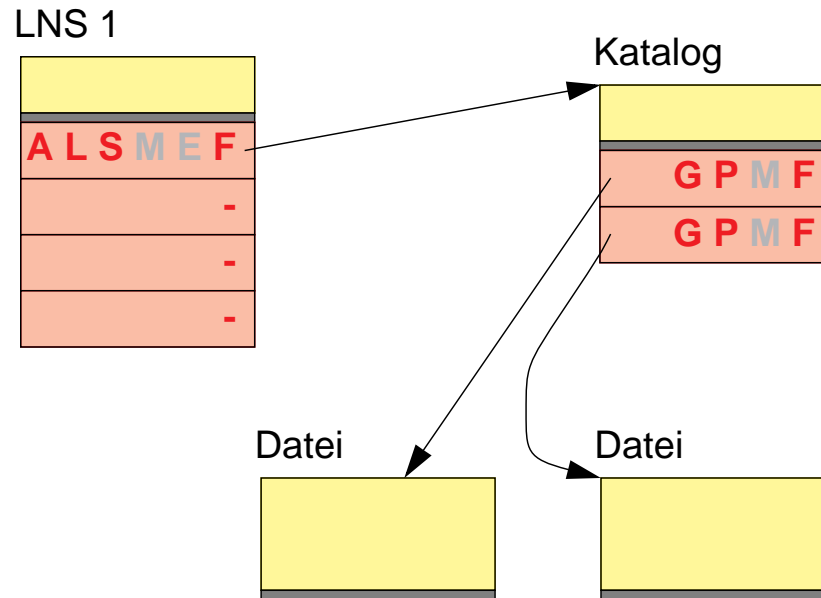 LNS 1
Katalog
A L S M E F
-
-
-
G P M F
G P M F
Datei
Datei